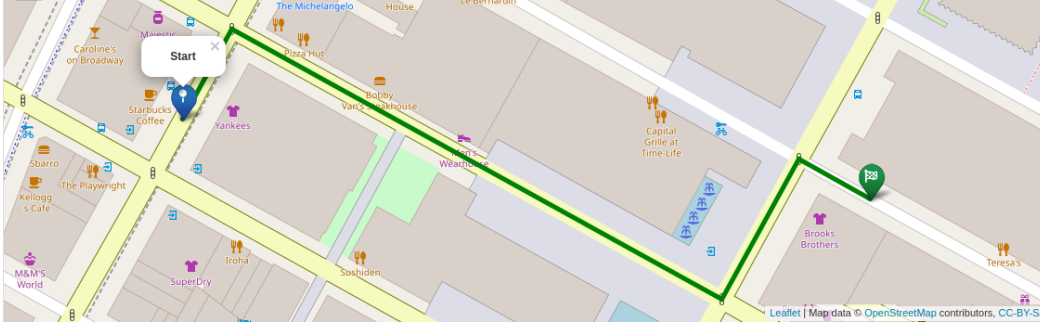 The Michelangelo
House
Le Bernardin
Majestic
Caroline's
on Broadway
Start
×
Pizza Hut
Bobby
Van's Steakhouse
Starbucks
Coffee
Yankees
Men's
Wearhouse
Capital
Grille at
Time-Life
Sbarro
The Playwright
Kellogg
's Cafe
Brooks
Brothers
Iroha
Sushiden
Teresa's
M&M'S
World
SuperDry
Leaflet | Map data © OpenStreetMap contributors, CC-BY-S